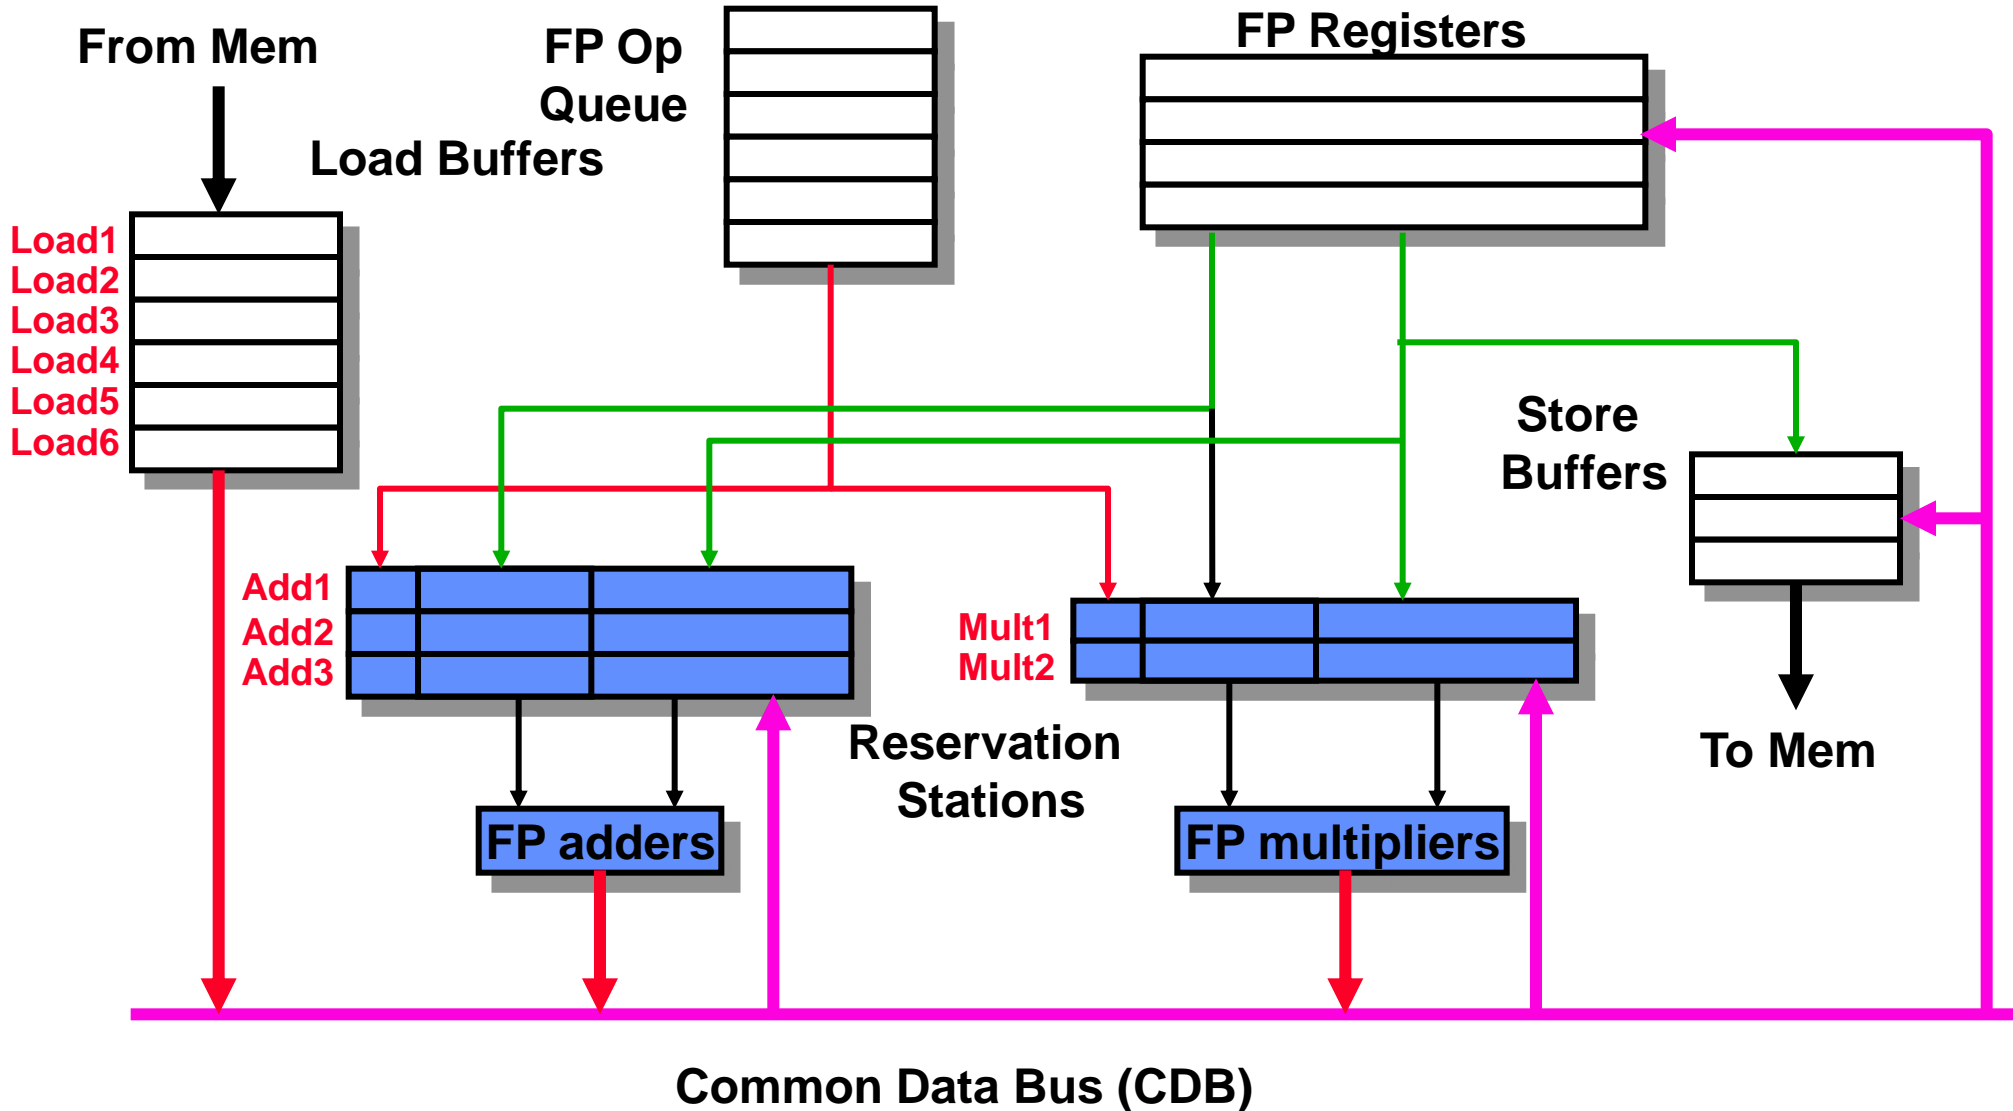 From Mem
FP Op
Queue
FP Registers
Load Buffers
Load1
Load2
Load3
Load4
Load5
Load6
Store
Buffers
Add1
Add2
Add3
Mult1
Mult2
Reservation
Stations
To Mem
FP adders
FP multipliers
Common Data Bus (CDB)